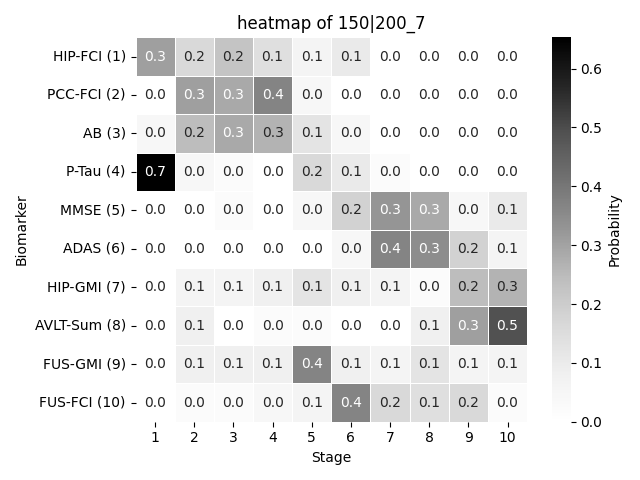 heatmap of 150|200_7
HIP-FCI (1) 0.3 0.2 0.2 0.1 0.1 0.1 0.0 0.0 0.0 0.0
PCC-FCI (2) 0.0 0.3 0.3 0.4 0.0 0.0 0.0 0.0 0.0 0.0
AB (3) 0.0 0.2 0.3 0.3 0.1 0.0 0.0 0.0 0.0 0.0
P-Tau (4) 0.7 0.0 0.0 0.0 0.2 0.1 0.0 0.0 0.0 0.0
MMSE (5) 0.0 0.0 0.0 0.0 0.0 0.2 0.3 0.3 0.0 0.1
ADAS (6) 0.0 0.0 0.0 0.0 0.0 0.0 0.4 0.3 0.2 0.1
HIP-GMI (7) 0.0 0.1 0.1 0.1 0.1 0.1 0.1 0.0 0.2 0.3
AVLT-Sum (8) 0.0 0.1 0.0 0.0 0.0 0.0 0.0 0.1 0.3 0.5
FUS-GMI (9) 0.0 0.1 0.1 0.1 0.4 0.1 0.1 0.1 0.1 0.1
FUS-FCI (10) 0.0 0.0 0.0 0.0 0.1 0.4 0.2 0.1 0.2 0.0
1 2 3 4 5 6 7 8 9 10
Stage
Biomarker
0.6
0.5
0.4
0.3
0.2
0.1
0.0
Probability